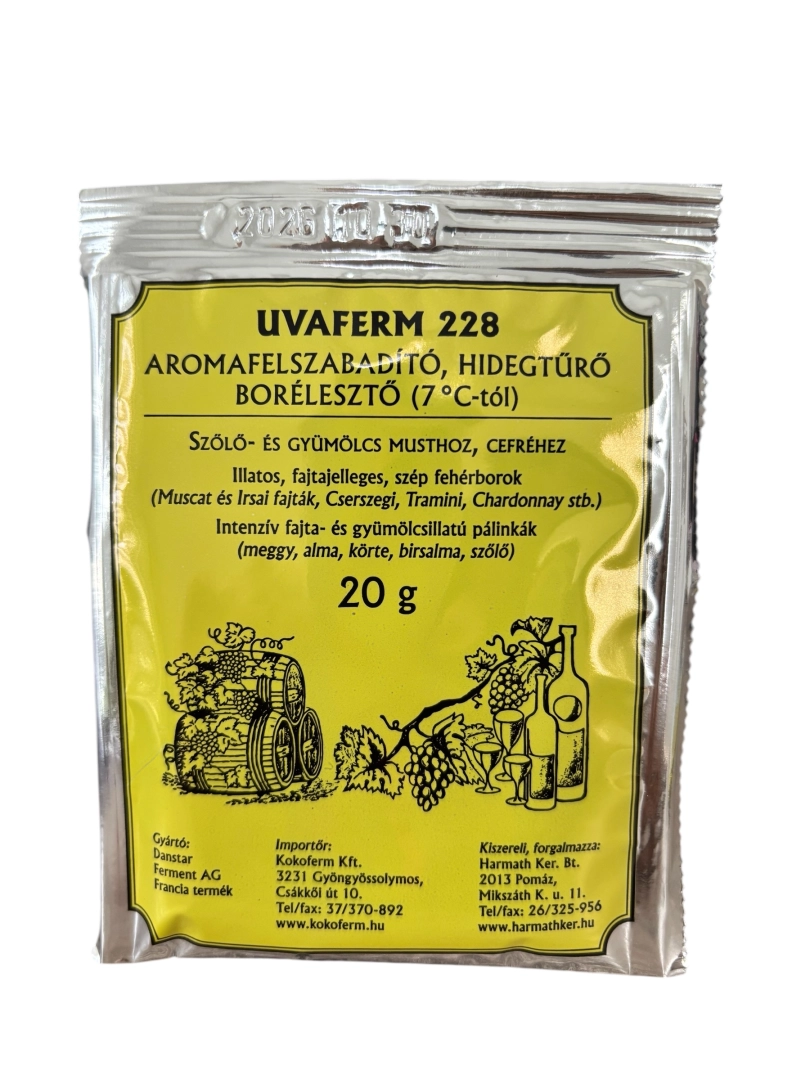 2026 10.30
UVAFERM 228
AROMAFELSZABADÍTÓ, HIDEGTŰRŐ
BORÉLESZTŐ (7 °C-tól)
SZŐLŐ- ÉS GYÜMÖLCS MUSTHOZ, CEFRÉHEZ
Illatos, fajtajelleges, szép fehérborok
(Muscat és Irsai fajták, Cserszegi, Tramini, Chardonnay stb.)
Intenzív fajta- és gyümölcsillatú pálinkák
(meggy, alma, körte, birsalma, szőlő)
20 g
Gyártó:
Danstar
Ferment AG
Francia termék
Importőr:
Kokoferm Kft.
3231 Gyöngyössolymos,
Csákkői út 10.
Tel/fax: 37/370-892
www.kokoferm.hu
Kiszereli, forgalmazza:
Harmath Ker. Bt.
2013 Pomáz,
Mikszáth K. u. 11.
Tel/fax: 26/325-956
www.harmathker.hu